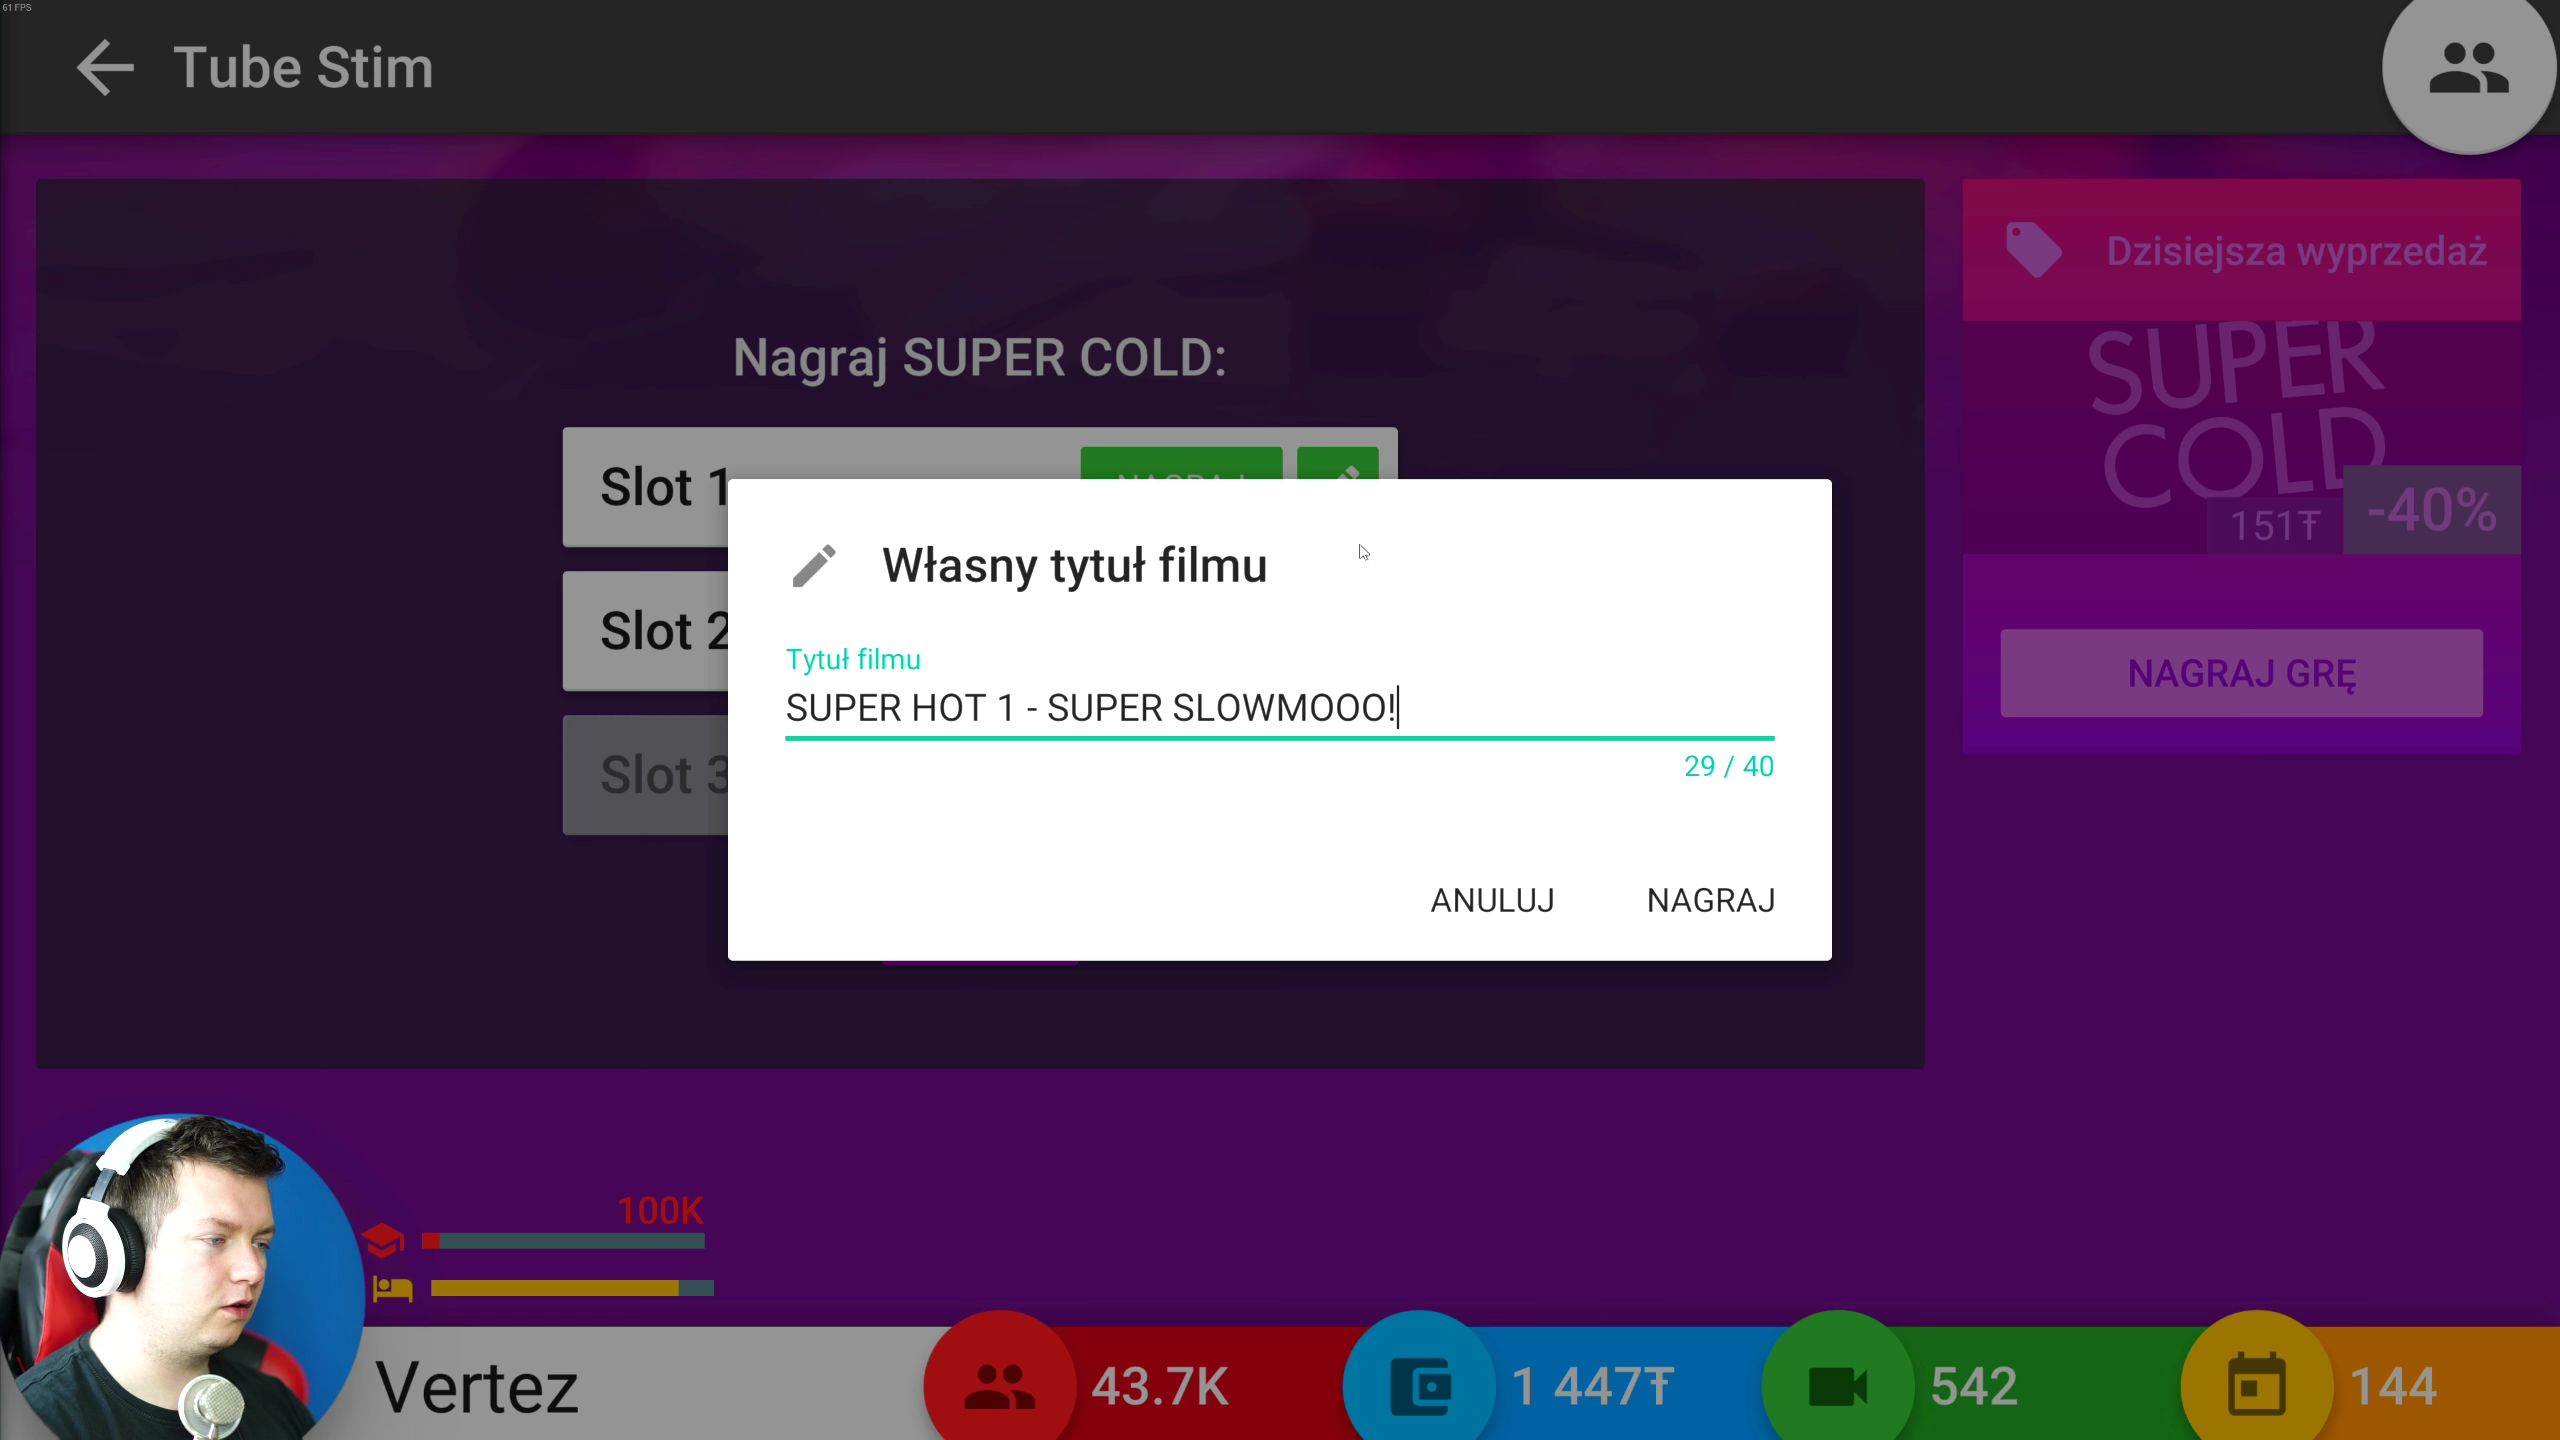 61 FPS
Tube Stim
Dzisiejsza wyprzedaż
SUPER
COLD
151Ŧ
-40%
NAGRAJ GRĘ
Nagraj SUPER COLD:
Slot 1
NAGRAJ
Slot 2
Slot 3
Własny tytuł filmu
Tytuł filmu
SUPER HOT 1 - SUPER SLOWMOOO!
29 / 40
ANULUJ
NAGRAJ
100K
Vertez
43.7K
1 447Ŧ
542
144